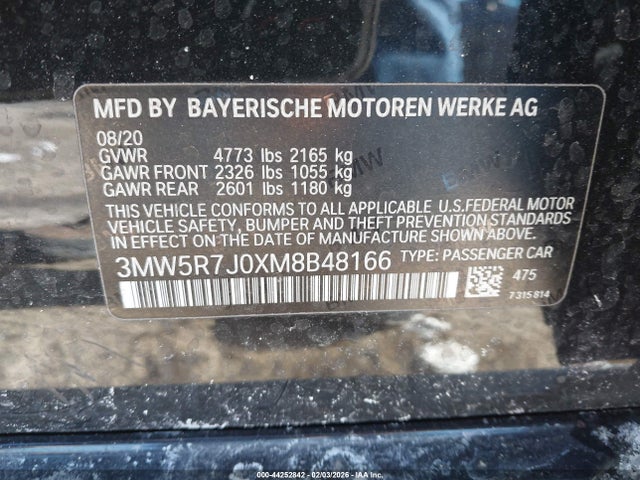 MFD BY BAYERISCHE MOTOREN WERKE AG
08/20
GVWR 4773 lbs 2165 kg
GAWR FRONT 2326 lbs 1055 kg
GAWR REAR 2601 lbs 1180 kg
THIS VEHICLE CONFORMS TO ALL APPLICABLE U.S.FEDERAL MOTOR
VEHICLE SAFETY, BUMPER AND THEFT PREVENTION STANDARDS
IN EFFECT ON THE DATE OF MANUFACTURE SHOWN ABOVE.
3MW5R7J0XM8B48166 TYPE: PASSENGER CAR
475
7315814
000-44252842 - 02/03/2026 - IAA Inc.